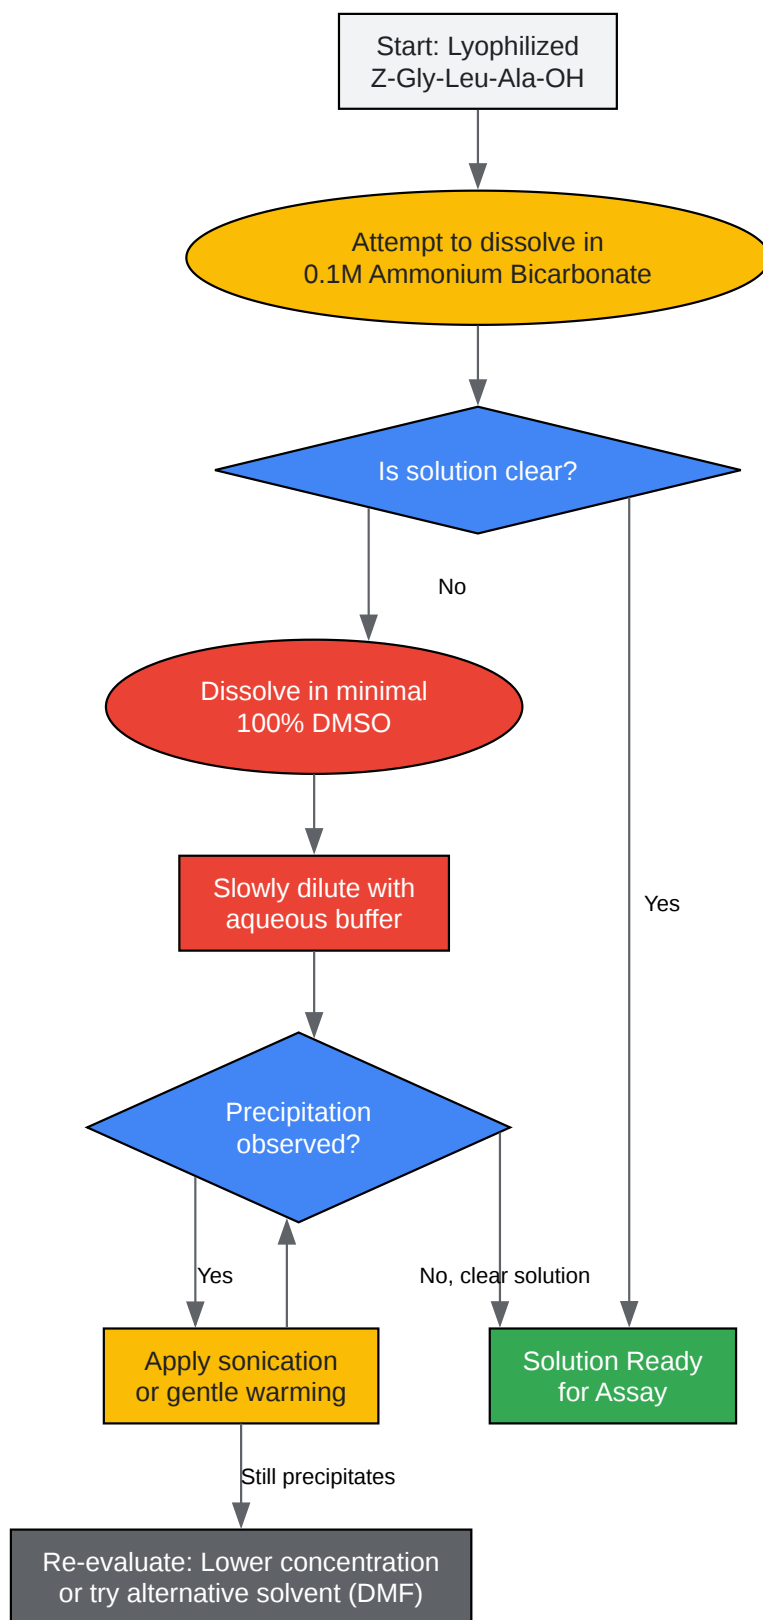 Start: Lyophilized
Z-Gly-Leu-Ala-OH
Attempt to dissolve in
0.1M Ammonium Bicarbonate
Is solution clear?
No
Dissolve in minimal
100% DMSO
Slowly dilute with
aqueous buffer
Yes
Precipitation
observed?
Yes
No, clear solution
Apply sonication
or gentle warming
Solution Ready
for Assay
Still precipitates
Re-evaluate: Lower concentration
or try alternative solvent (DMF)